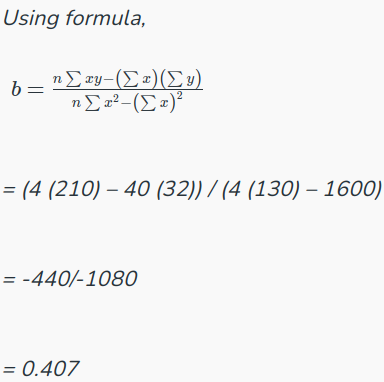 Using formula,
b = n∑xy−(∑x)(∑y) / n∑x²−(∑x)²
= (4 (210) – 40 (32)) / (4 (130) – 1600)
= -440/-1080
= 0.407